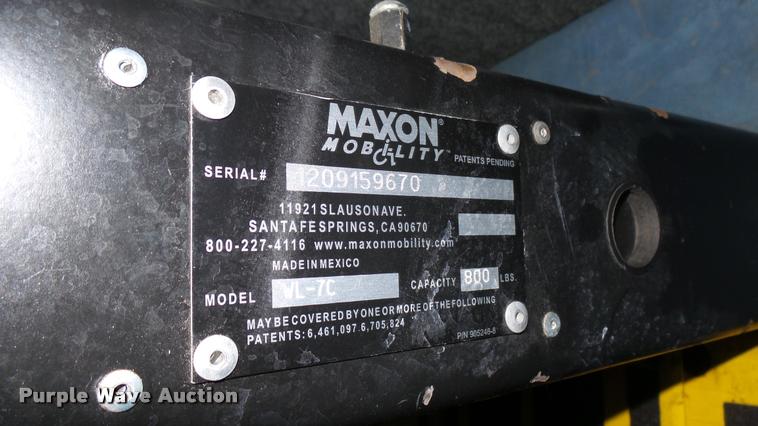 MAXON®
MOBILITY™
PATENTS PENDING
SERIAL# 1209159670
11921 SLAUSON AVE.
SANTA FE SPRINGS, CA 90670
800-227-4116 www.maxonmobility.com
MADE IN MEXICO
MODEL WL-7C CAPACITY 800 LBS.
MAY BE COVERED BY ONE OR MORE OF THE FOLLOWING
PATENTS: 6,461,097 6,705,824
P/N 905246-8
Purple Wave Auction